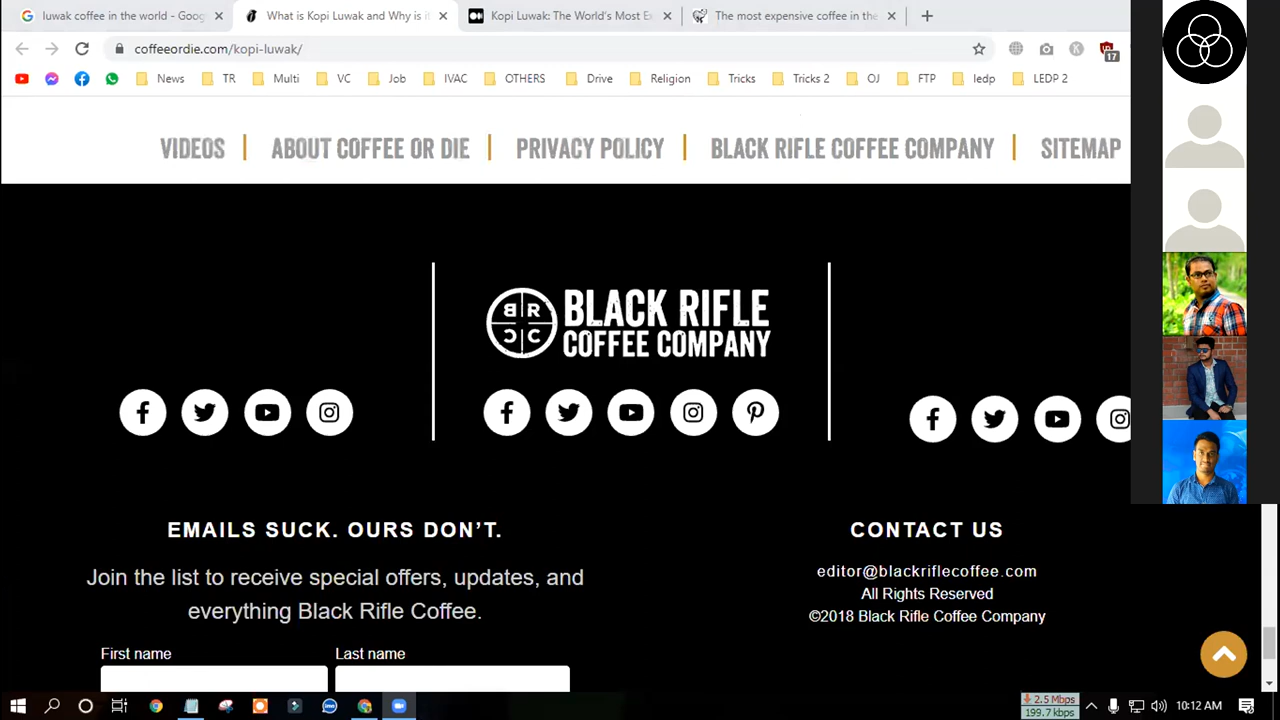 luwak coffee in the world - Goog
What is Kopi Luwak and Why is it
Kopi Luwak: The World's Most Ex
The most expensive coffee in the
coffeeordie.com/kopi-luwak/
17
News
TR
Multi
VC
Job
IVAC
OTHERS
Drive
Religion
Tricks
Tricks 2
OJ
FTP
ledp
LEDP 2
VIDEOS | ABOUT COFFEE OR DIE | PRIVACY POLICY | BLACK RIFLE COFFEE COMPANY | SITEMAP
BRCC
BLACK RIFLE
COFFEE COMPANY
EMAILS SUCK. OURS DON'T.
Join the list to receive special offers, updates, and
everything Black Rifle Coffee.
First name
Last name
CONTACT US
editor@blackriflecoffee.com
All Rights Reserved
©2018 Black Rifle Coffee Company
2.5 Mbps
199.7 kbps
10:12 AM